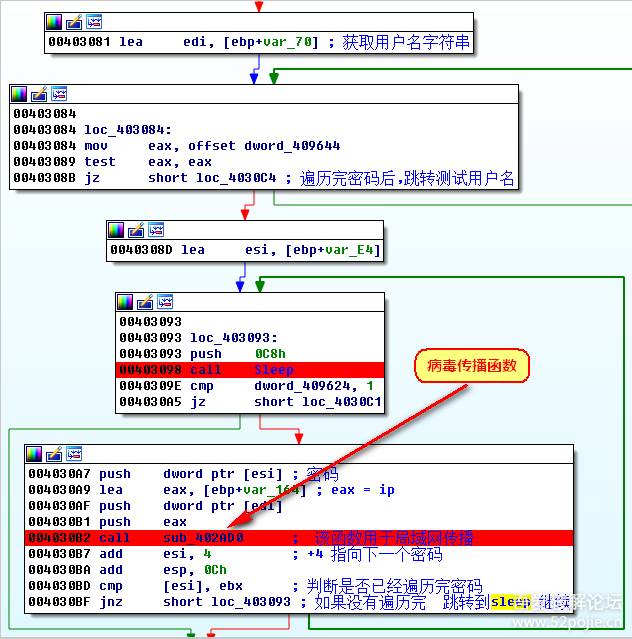 00403081 lea edi, [ebp+var_70] ; 获取用户名字符串
00403084
00403084 loc_403084:
00403084 mov eax, offset dword_409644
00403089 test eax, eax
0040308B jz short loc_4030C4 ; 遍历完密码后,跳转测试用户名
0040308D lea esi, [ebp+var_E4]
00403093
00403093 loc_403093:
00403093 push 0C8h
00403098 call Sleep
0040309E cmp dword_409624, 1
004030A5 jz short loc_4030C1
病毒传播函数
004030A7 push dword ptr [esi] ; 密码
004030A9 lea eax, [ebp+var_164] ; eax = ip
004030AF push dword ptr [edi]
004030B1 push eax
004030B2 call sub_402AD0 ; 该函数用于局域网传播
004030B7 add esi, 4 ; +4 指向下一个密码
004030BA add esp, 0Ch
004030BD cmp [esi], ebx ; 判断是否已经遍历完密码
004030BF jnz short loc_403093 ; 如果没有遍历完 跳转到sleep 继续
www.52pojie.cn